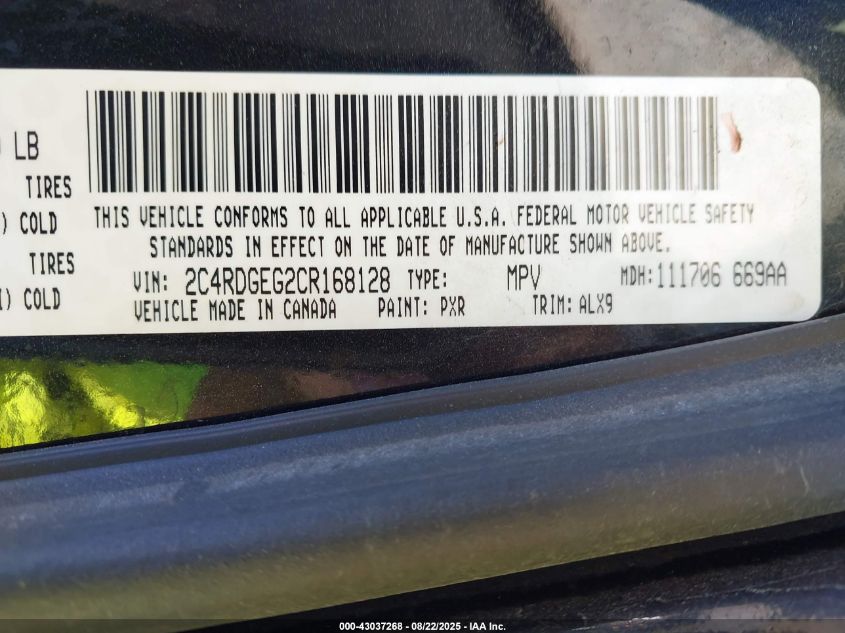 LB
TIRES
) COLD
TIRES
) COLD
THIS VEHICLE CONFORMS TO ALL APPLICABLE U.S.A. FEDERAL MOTOR VEHICLE SAFETY
STANDARDS IN EFFECT ON THE DATE OF MANUFACTURE SHOWN ABOVE.
VIN: 2C4RDGEG2CR168128 TYPE: MPV MDH:111706 669AA
VEHICLE MADE IN CANADA PAINT: PXR TRIM: ALX9
000-43037268 - 08/22/2025 - IAA Inc.